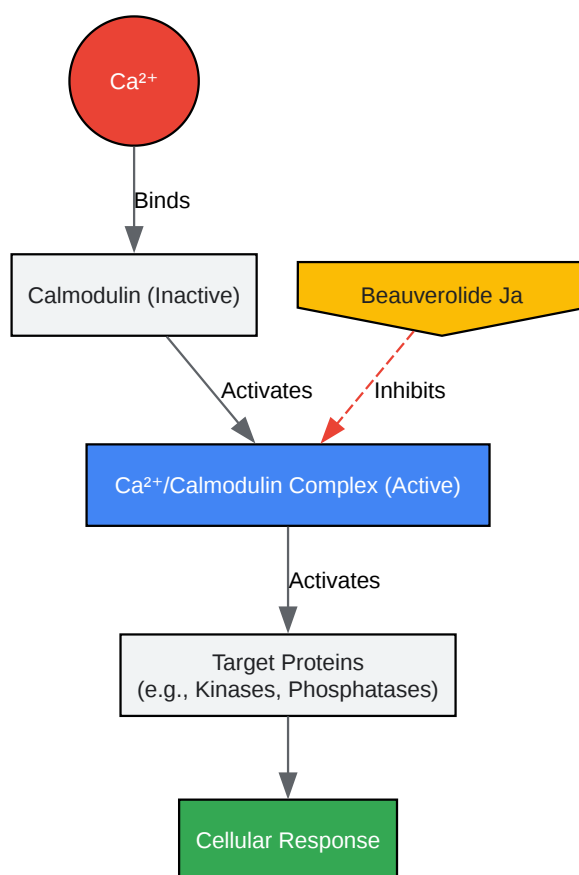 Ca²⁺
Binds
Calmodulin (Inactive)
Beauverolide Ja
Activates
Inhibits
Ca²⁺/Calmodulin Complex (Active)
Activates
Target Proteins
(e.g., Kinases, Phosphatases)
Cellular Response